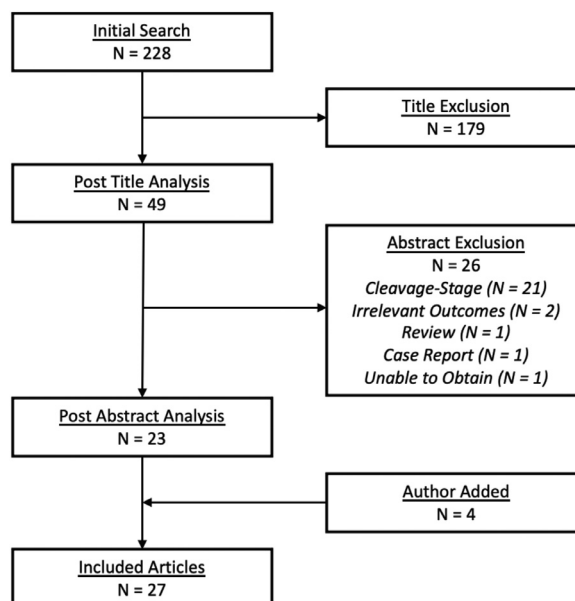 Initial Search
N = 228
Title Exclusion
N = 179
Post Title Analysis
N = 49
Abstract Exclusion
N = 26
Cleavage-Stage (N = 21)
Irrelevant Outcomes (N = 2)
Review (N = 1)
Case Report (N = 1)
Unable to Obtain (N = 1)
Post Abstract Analysis
N = 23
Author Added
N = 4
Included Articles
N = 27